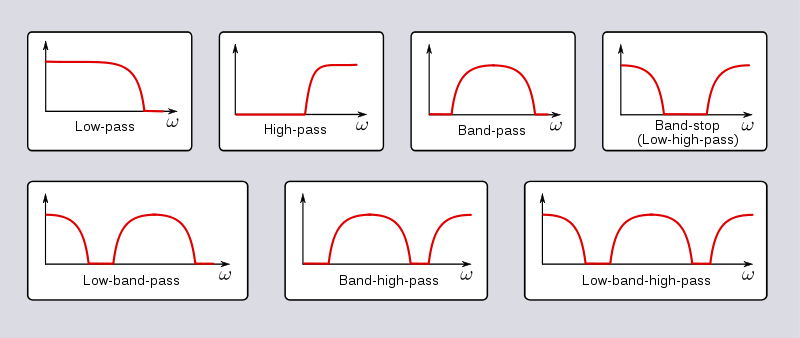 ω
Low-pass
ω
High-pass
ω
Band-pass
ω
Band-stop
(Low-high-pass)
ω
Low-band-pass
ω
Band-high-pass
ω
Low-band-high-pass